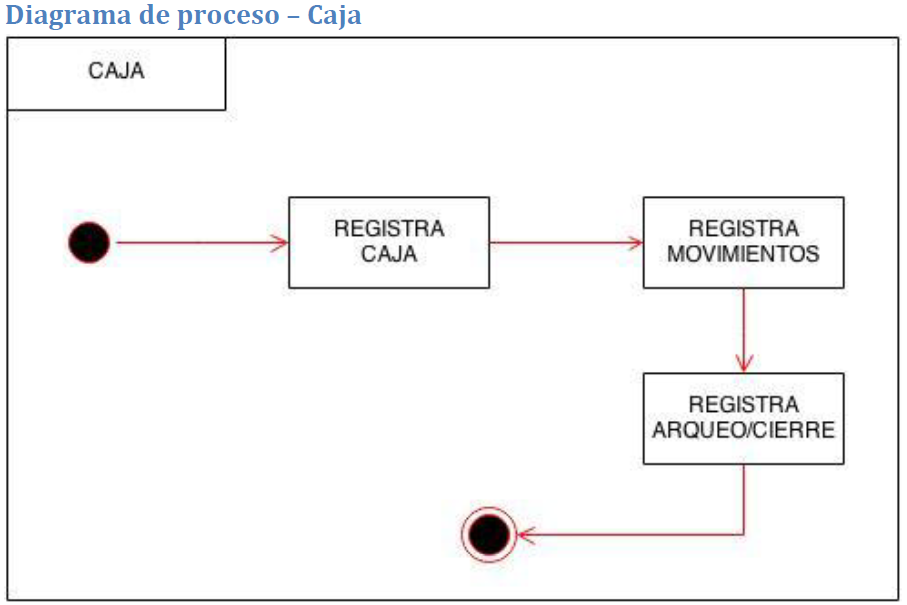 Diagrama de proceso – Caja
CAJA
REGISTRA
CAJA
REGISTRA
MOVIMIENTOS
REGISTRA
ARQUEO/CIERRE